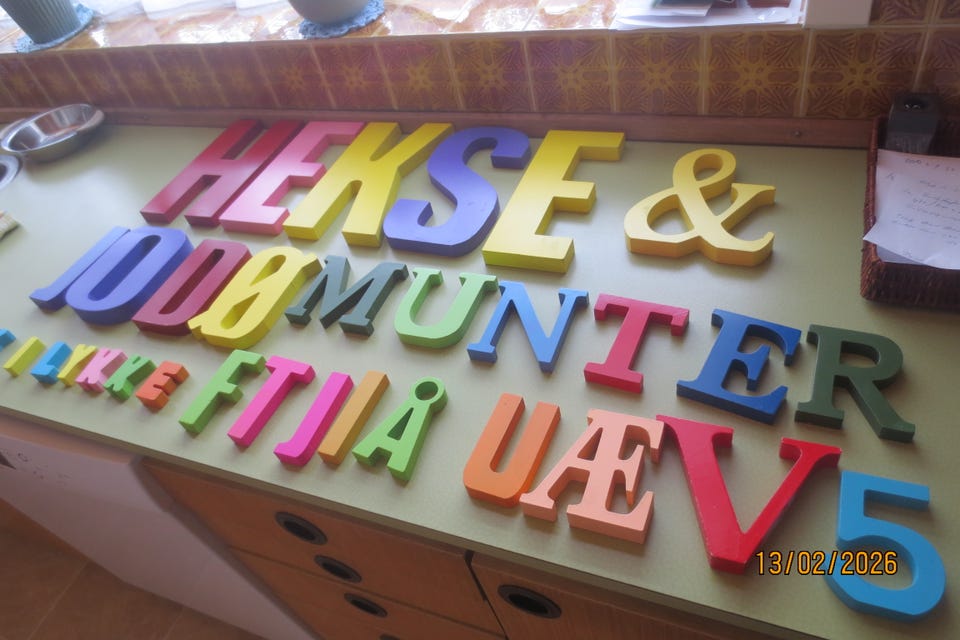 HEKSE &
JODØMUNTER
LYKKE FTJIÅ UÆV5
13/02/2026